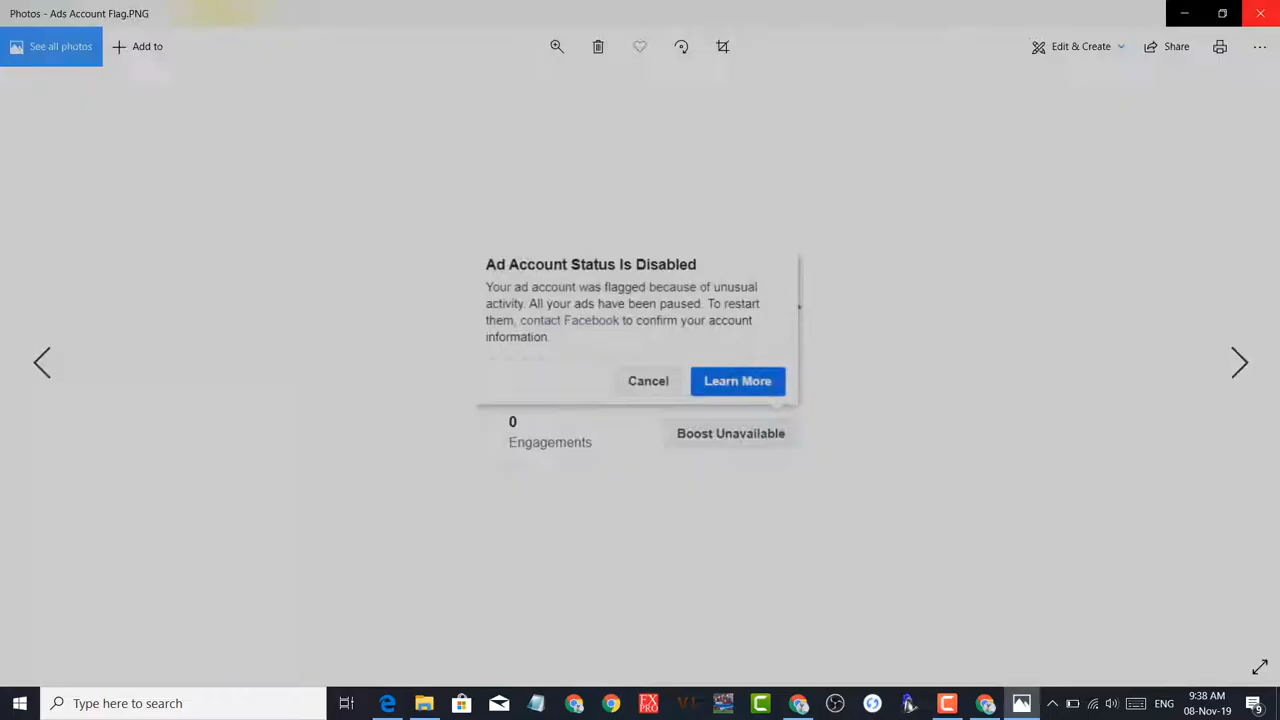 Photos - Ads Account Flag.PNG
See all photos
Add to
Edit & Create
Share
Ad Account Status Is Disabled
Your ad account was flagged because of unusual
activity. All your ads have been paused. To restart
them, contact Facebook to confirm your account
information.
Cancel
Learn More
0
Engagements
Boost Unavailable
Type here to search
EX
PRO
ENG
9:38 AM
08-Nov-19
9